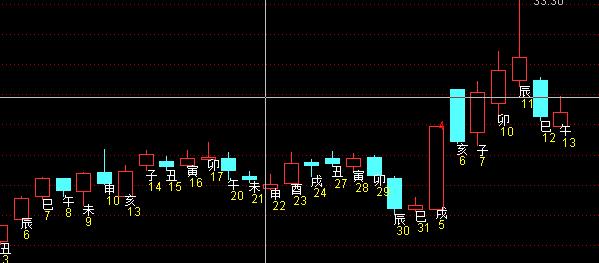 33.30
丑
3
辰
6
巳
7
午
8
未
9
申
10
亥
13
子
14
丑
15
寅
16
卯
17
午
20
未
21
申
22
酉
23
戌
24
丑
27
寅
28
卯
29
辰
30
巳
31
戌
5
亥
6
子
7
卯
10
辰
11
巳
12
午
13